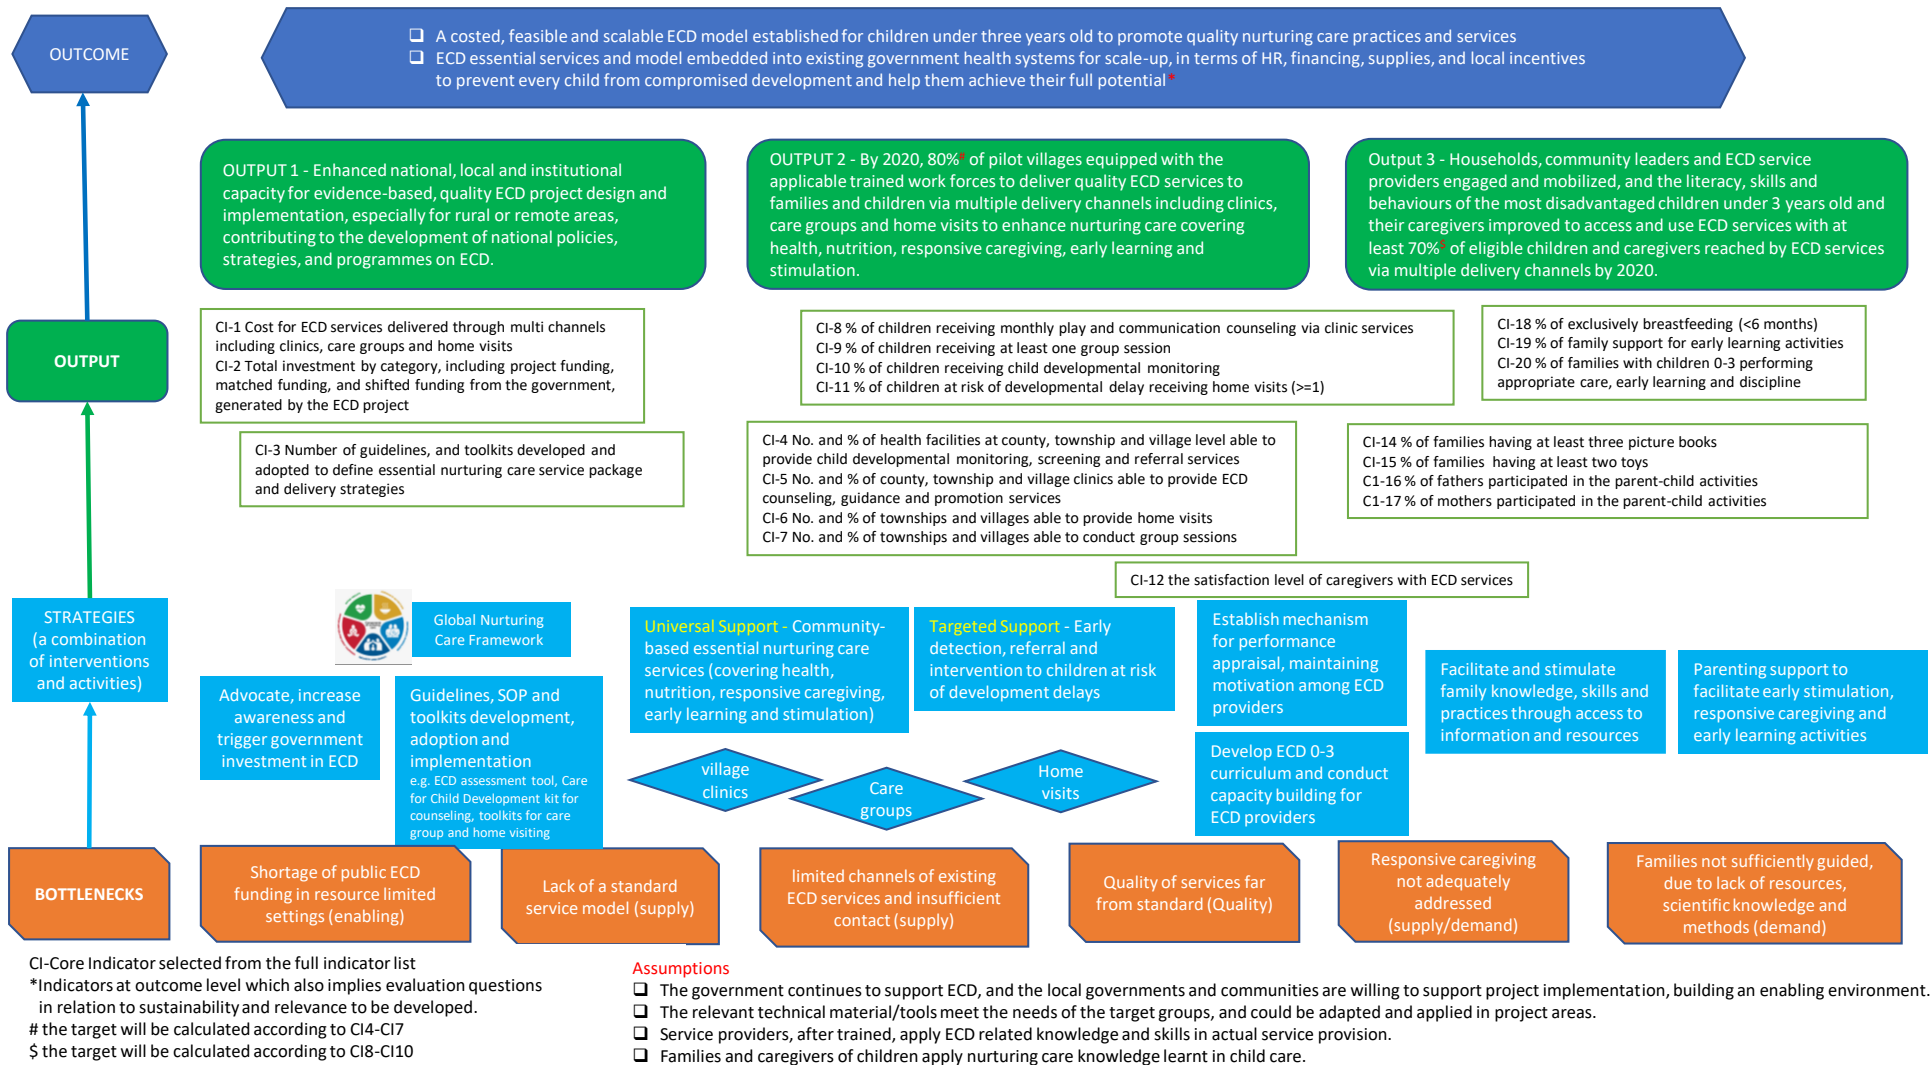 OUTCOME
❑ A costed, feasible and scalable ECD model established for children under three years old to promote quality nurturing care practices and services
❑ ECD essential services and model embedded into existing government health systems for scale-up, in terms of HR, financing, supplies, and local incentives
to prevent every child from compromised development and help them achieve their full potential*
OUTPUT 1 - Enhanced national, local and institutional
capacity for evidence-based, quality ECD project design and
implementation, especially for rural or remote areas,
contributing to the development of national policies,
strategies, and programmes on ECD.
OUTPUT 2 - By 2020, 80%# of pilot villages equipped with the
applicable trained work forces to deliver quality ECD services to
families and children via multiple delivery channels including clinics,
care groups and home visits to enhance nurturing care covering
health, nutrition, responsive caregiving, early learning and
stimulation.
Output 3 - Households, community leaders and ECD service
providers engaged and mobilized, and the literacy, skills and
behaviours of the most disadvantaged children under 3 years old and
their caregivers improved to access and use ECD services with at
least 70%$ of eligible children and caregivers reached by ECD services
via multiple delivery channels by 2020.
OUTPUT
CI-1 Cost for ECD services delivered through multi channels
including clinics, care groups and home visits
CI-2 Total investment by category, including project funding,
matched funding, and shifted funding from the government,
generated by the ECD project
CI-3 Number of guidelines, and toolkits developed and
adopted to define essential nurturing care service package
and delivery strategies
CI-8 % of children receiving monthly play and communication counseling via clinic services
CI-9 % of children receiving at least one group session
CI-10 % of children receiving child developmental monitoring
CI-11 % of children at risk of developmental delay receiving home visits (>=1)
CI-4 No. and % of health facilities at county, township and village level able to
provide child developmental monitoring, screening and referral services
CI-5 No. and % of county, township and village clinics able to provide ECD
counseling, guidance and promotion services
CI-6 No. and % of townships and villages able to provide home visits
CI-7 No. and % of townships and villages able to conduct group sessions
CI-18 % of exclusively breastfeeding (<6 months)
CI-19 % of family support for early learning activities
CI-20 % of families with children 0-3 performing
appropriate care, early learning and discipline
CI-14 % of families having at least three picture books
CI-15 % of families having at least two toys
C1-16 % of fathers participated in the parent-child activities
C1-17 % of mothers participated in the parent-child activities
CI-12 the satisfaction level of caregivers with ECD services
STRATEGIES
(a combination
of interventions
and activities)
Global Nurturing
Care Framework
Advocate, increase
awareness and
trigger government
investment in ECD
Guidelines, SOP and
toolkits development,
adoption and
implementation
e.g. ECD assessment tool, Care
for Child Development kit for
counseling, toolkits for care
group and home visiting
Universal Support - Community-
based essential nurturing care
services (covering health,
nutrition, responsive caregiving,
early learning and stimulation)
Targeted Support - Early
detection, referral and
intervention to children at risk
of development delays
village
clinics
Care
groups
Home
visits
Establish mechanism
for performance
appraisal, maintaining
motivation among ECD
providers
Develop ECD 0-3
curriculum and conduct
capacity building for
ECD providers
Facilitate and stimulate
family knowledge, skills and
practices through access to
information and resources
Parenting support to
facilitate early stimulation,
responsive caregiving and
early learning activities
BOTTLENECKS
Shortage of public ECD
funding in resource limited
settings (enabling)
Lack of a standard
service model (supply)
limited channels of existing
ECD services and insufficient
contact (supply)
Quality of services far
from standard (Quality)
Responsive caregiving
not adequately
addressed
(supply/demand)
Families not sufficiently guided,
due to lack of resources,
scientific knowledge and
methods (demand)
CI-Core Indicator selected from the full indicator list
*Indicators at outcome level which also implies evaluation questions
in relation to sustainability and relevance to be developed.
# the target will be calculated according to CI4-CI7
$ the target will be calculated according to CI8-CI10
Assumptions
❑ The government continues to support ECD, and the local governments and communities are willing to support project implementation, building an enabling environment.
❑ The relevant technical material/tools meet the needs of the target groups, and could be adapted and applied in project areas.
❑ Service providers, after trained, apply ECD related knowledge and skills in actual service provision.
❑ Families and caregivers of children apply nurturing care knowledge learnt in child care.